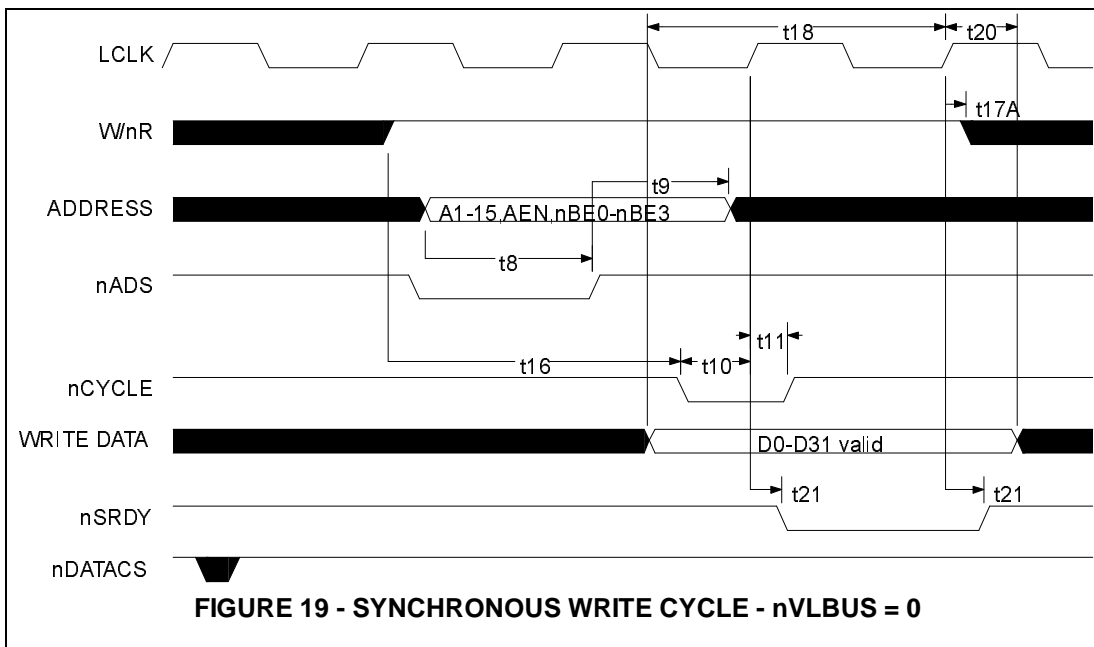 t18
t20
LCLK
t17A
W/nR
t9
ADDRESS
A1-15,AEN,nBE0-nBE3
t8
nADS
t11
t16
t10
nCYCLE
WRITE DATA
D0-D31 valid
t21
t21
nSRDY
nDATACS
FIGURE 19 - SYNCHRONOUS WRITE CYCLE - nVLBUS = 0